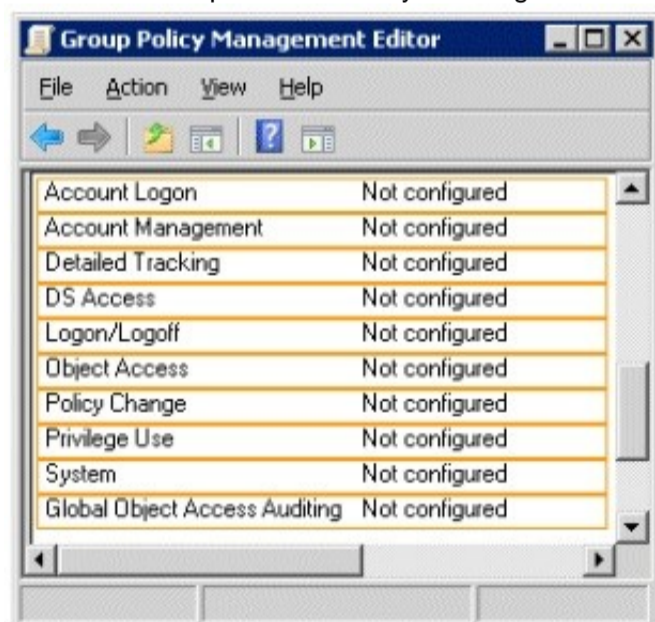 Group Policy Management Editor
File Action View Help
Account Logon Not configured
Account Management Not configured
Detailed Tracking Not configured
DS Access Not configured
Logon/Logoff Not configured
Object Access Not configured
Policy Change Not configured
Privilege Use Not configured
System Not configured
Global Object Access Auditing Not configured